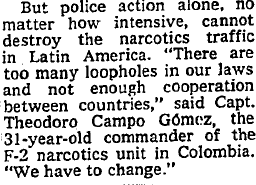 But police action alone, no
matter how intensive, cannot
destroy the narcotics traffic
in Latin America. “There are
too many loopholes in our laws
and not enough cooperation
between countries,” said Capt.
Theodoro Campo Gómez, the
31-year-old commander of the
F-2 narcotics unit in Colombia.
“We have to change.”